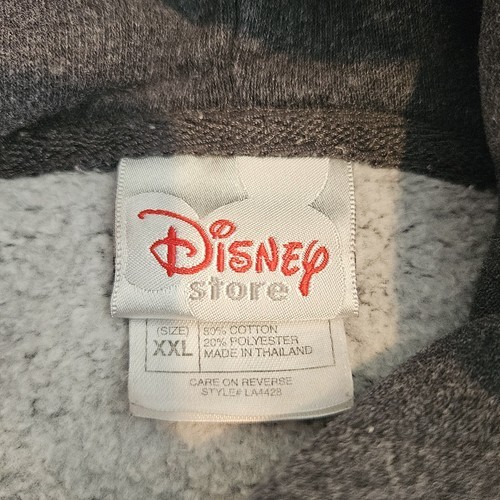 Disney
store
(SIZE)
XXL
80% COTTON
20% POLYESTER
MADE IN THAILAND
CARE ON REVERSE
STYLE# LA4428